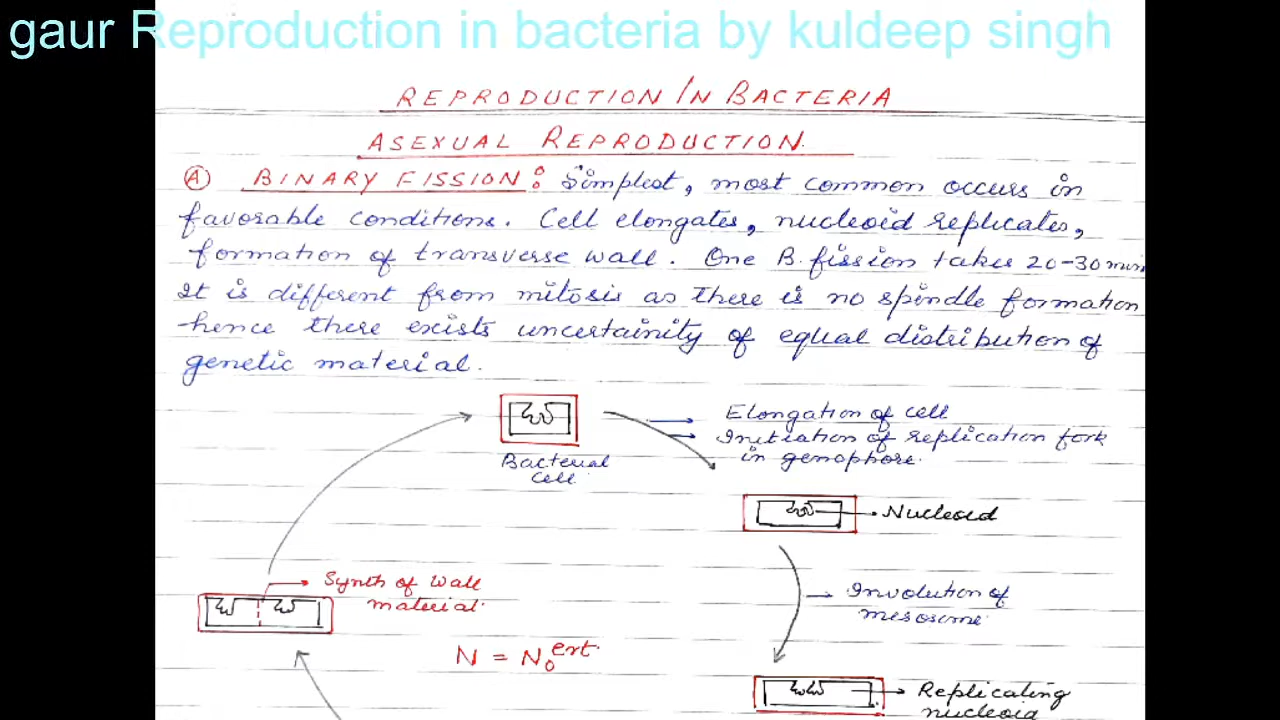 gaur Reproduction in bacteria by kuldeep singh
REPRODUCTION IN BACTERIA
ASEXUAL REPRODUCTION.
A BINARY FISSION: Simplest, most common occurs in
favorable conditions. Cell elongates, nucleoid replicates,
formation of transverse wall. One B. fission takes 20-30 min
It is different from mitosis as there is no spindle formation
hence there exists uncertainity of equal distribution of
genetic material.
Elongation of cell
Initiation of replication fork
in genophore.
Bacterial
cell
Nucleoid
Synth of wall
material.
Involution of
mesosome
N = N₀ert.
Replicating
nucleoid